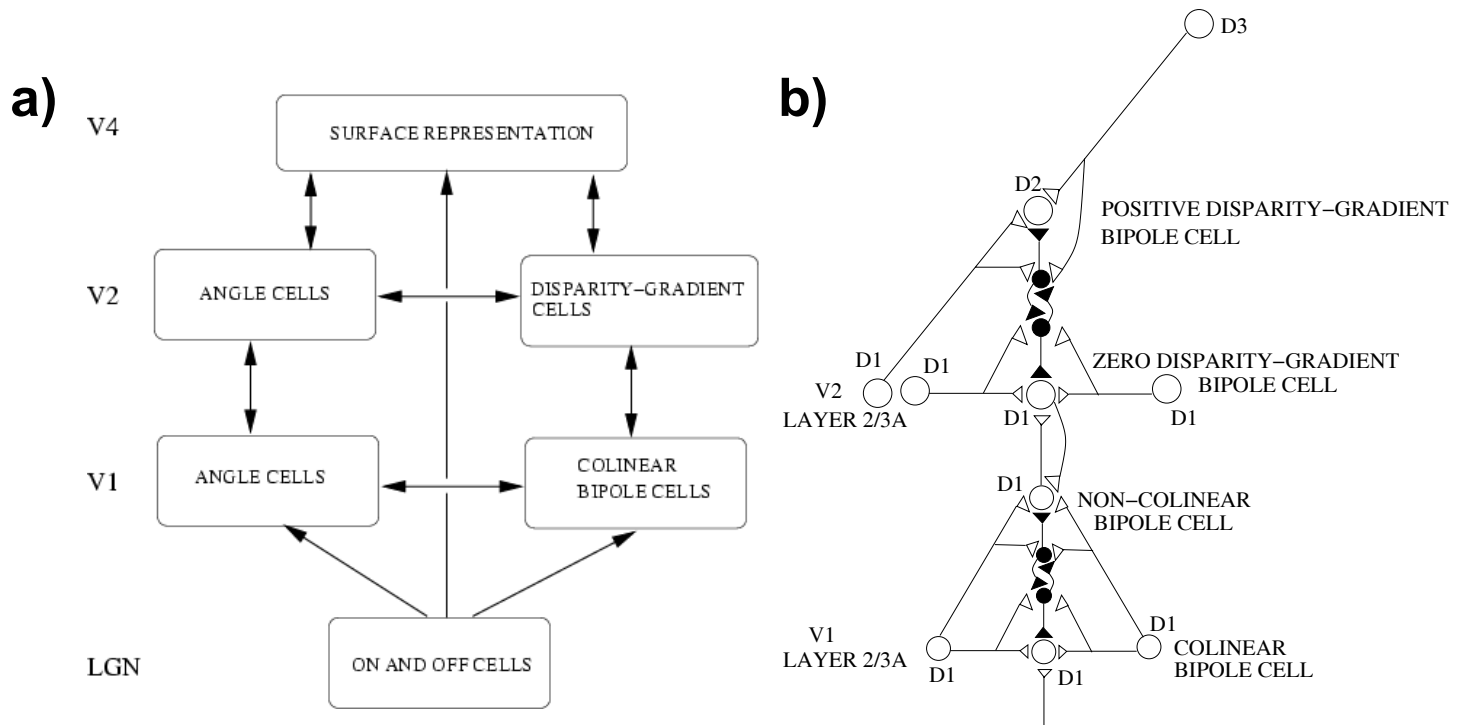 a)
V4
SURFACE REPRESENTATION
V2
ANGLE CELLS
DISPARITY–GRADIENT
CELLS
V1
ANGLE CELLS
COLINEAR
BIPOLE CELLS
LGN
ON AND OFF CELLS
b)
D3
D2
POSITIVE DISPARITY–GRADIENT
BIPOLE CELL
D1
D1
ZERO DISPARITY–GRADIENT
BIPOLE CELL
V2
LAYER 2/3A
D1
D1
D1
NON–COLINEAR
BIPOLE CELL
V1
LAYER 2/3A
D1
D1
D1
COLINEAR
BIPOLE CELL